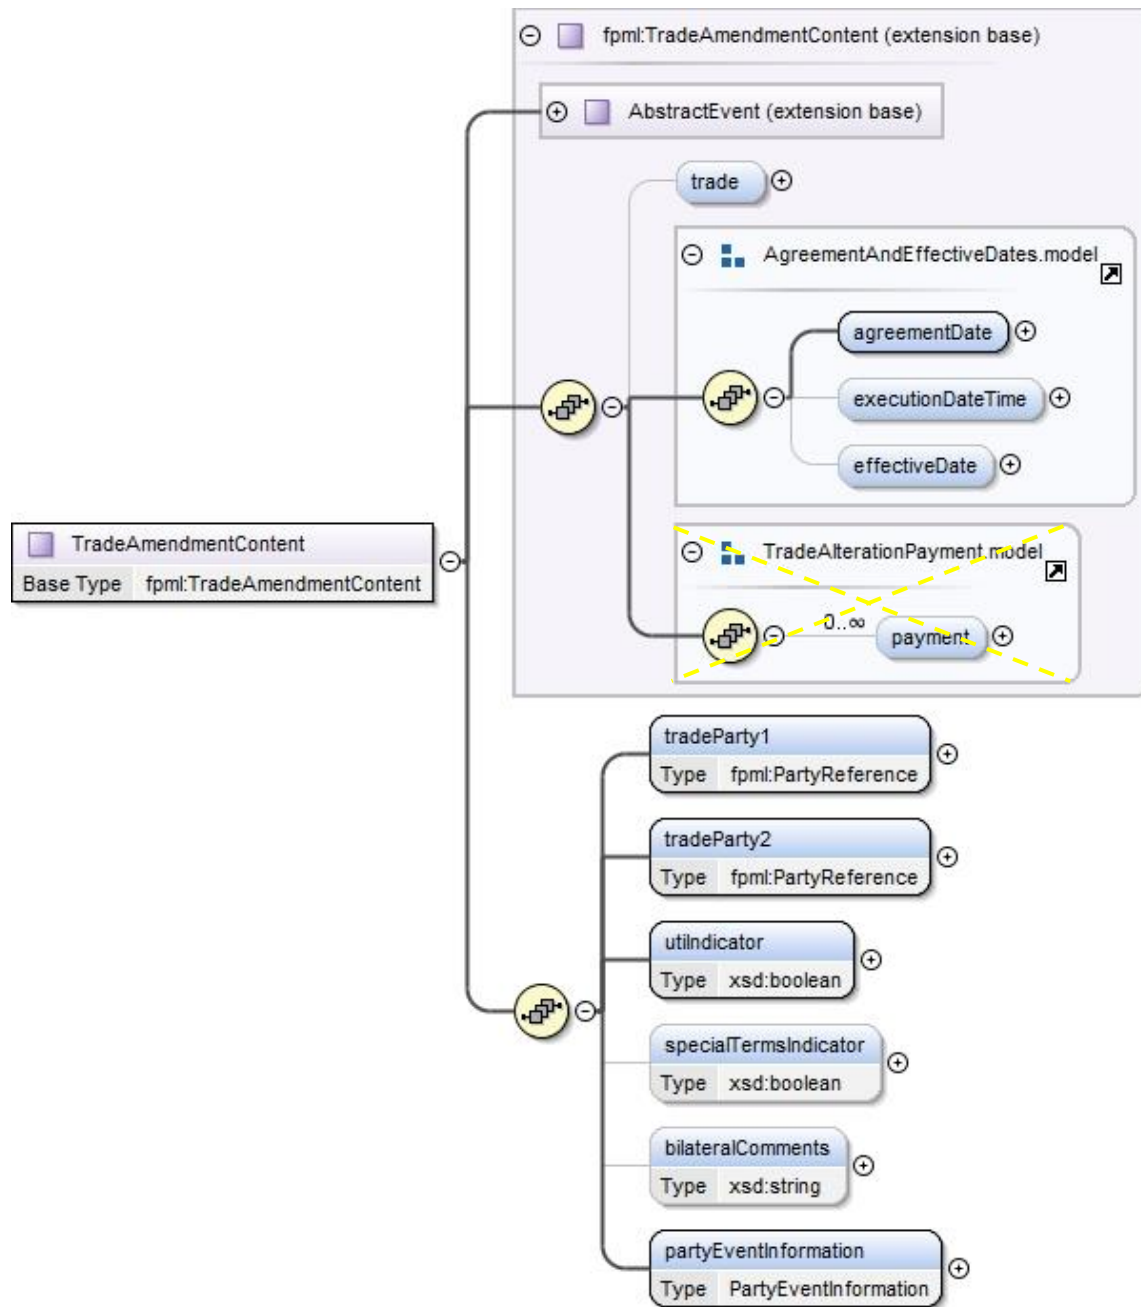 fpml:TradeAmendmentContent (extension base)
AbstractEvent (extension base)
trade
AgreementAndEffectiveDates.model
agreementDate
executionDateTime
effectiveDate
TradeAmendmentContent
Base Type fpml:TradeAmendmentContent
TradeAlterationPayment.model
0..∞
payment
tradeParty1
Type fpml:PartyReference
tradeParty2
Type fpml:PartyReference
utiIndicator
Type xsd:boolean
specialTermsIndicator
Type xsd:boolean
bilateralComments
Type xsd:string
partyEventInformation
Type PartyEventInformation